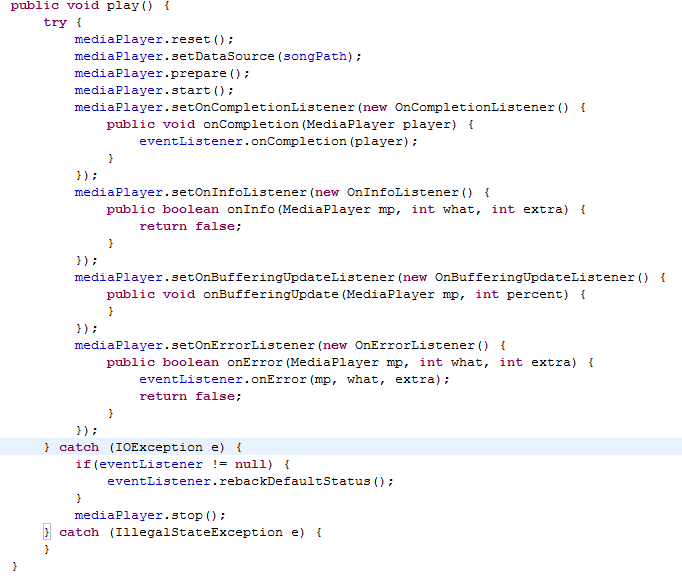 public void play() {
    try {
        mediaPlayer.reset();
        mediaPlayer.setDataSource(songPath);
        mediaPlayer.prepare();
        mediaPlayer.start();
        mediaPlayer.setOnCompletionListener(new OnCompletionListener() {
            public void onCompletion(MediaPlayer player) {
                eventListener.onCompletion(player);
            }
        });
        mediaPlayer.setOnInfoListener(new OnInfoListener() {
            public boolean onInfo(MediaPlayer mp, int what, int extra) {
                return false;
            }
        });
        mediaPlayer.setOnBufferingUpdateListener(new OnBufferingUpdateListener() {
            public void onBufferingUpdate(MediaPlayer mp, int percent) {
            }
        });
        mediaPlayer.setOnErrorListener(new OnErrorListener() {
            public boolean onError(MediaPlayer mp, int what, int extra) {
                eventListener.onError(mp, what, extra);
                return false;
            }
        });
    } catch (IOException e) {
        if(eventListener != null) {
            eventListener.rebackDefaultStatus();
        }
        mediaPlayer.stop();
    } catch (IllegalStateException e) {
    }
}